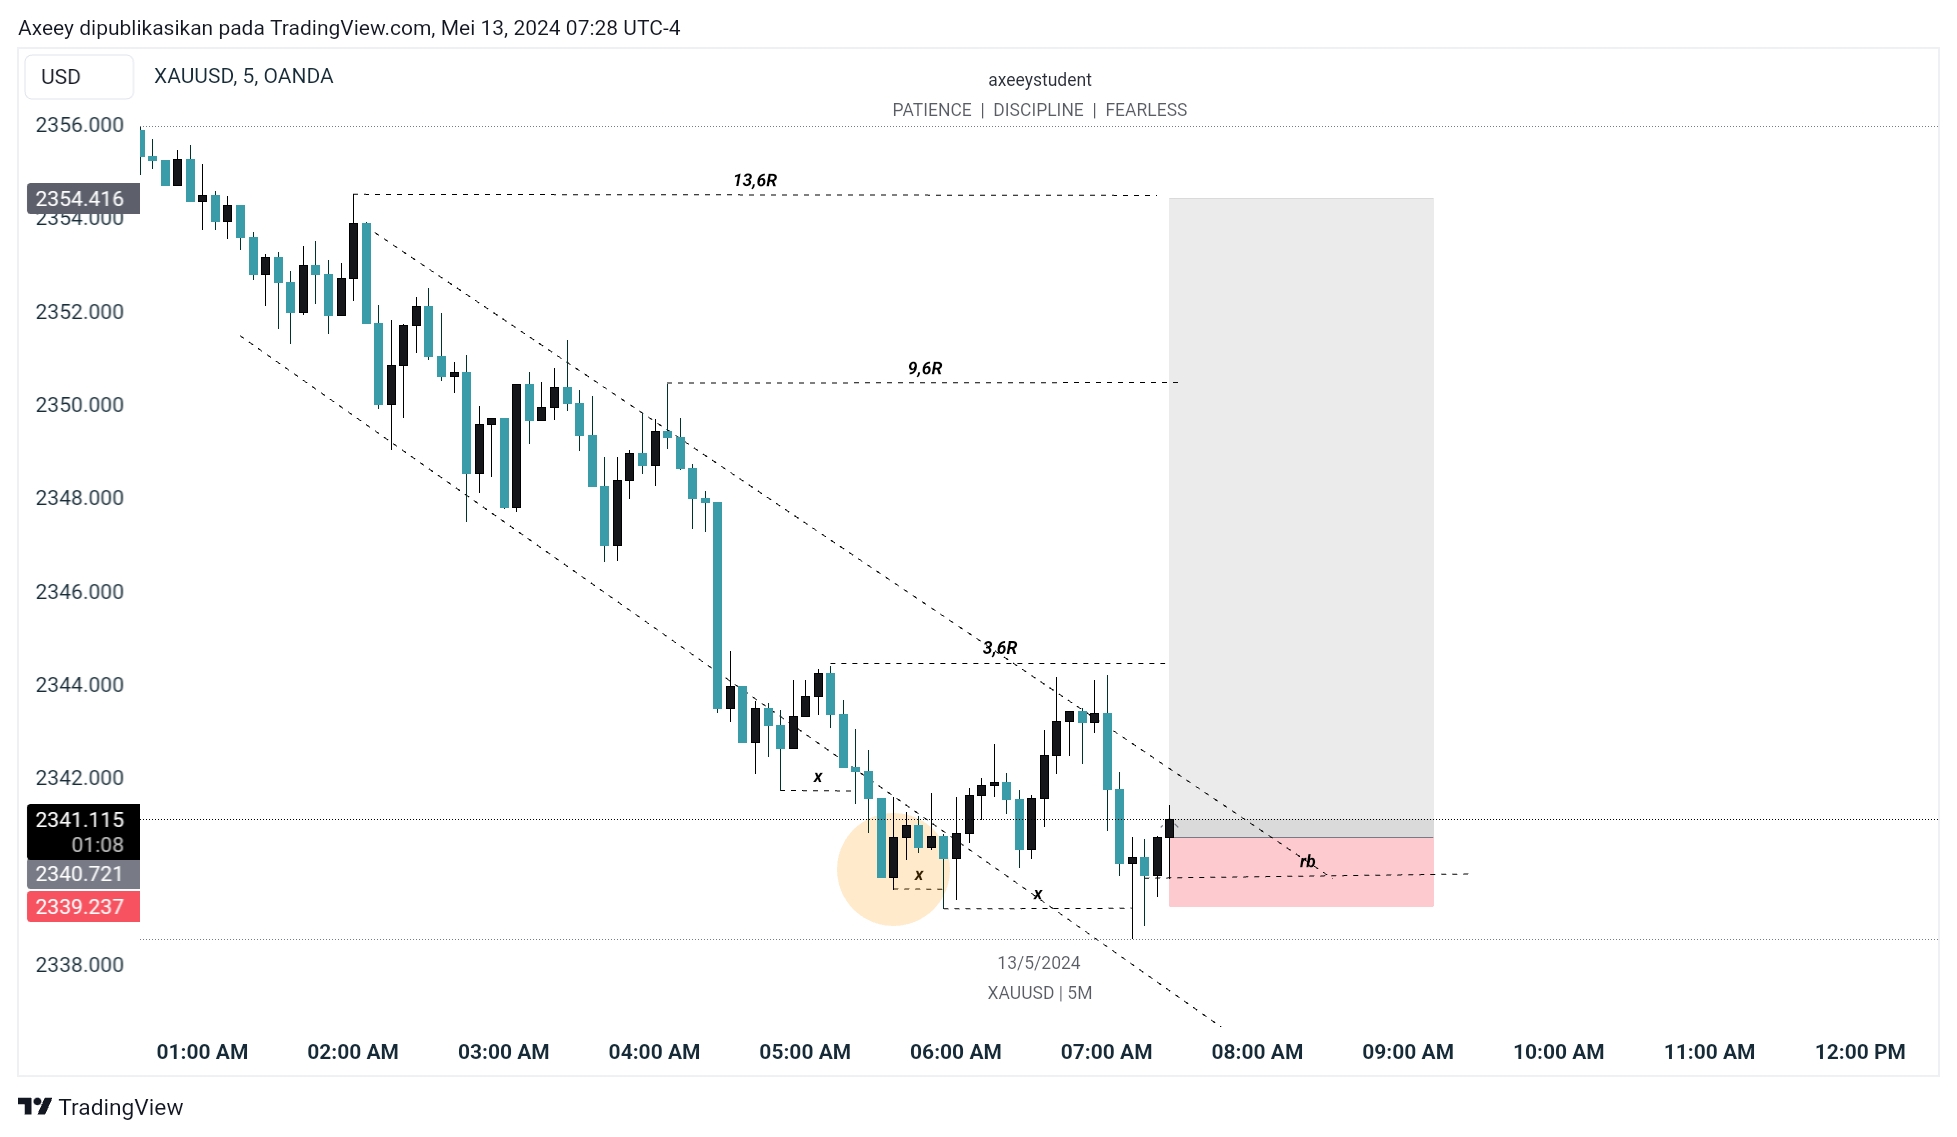 Axeey dipublikasikan pada TradingView.com, Mei 13, 2024 07:28 UTC-4
USD
XAUUSD, 5, OANDA
axeeystudent
PATIENCE | DISCIPLINE | FEARLESS
2356.000
13,6R
2354.416
2354.000
2352.000
9,6R
2350.000
2348.000
2346.000
3,6R
2344.000
2342.000
x
2341.115
01:08
rb
2340.721
x
x
2339.237
2338.000
13/5/2024
XAUUSD | 5M
01:00 AM 02:00 AM 03:00 AM 04:00 AM 05:00 AM 06:00 AM 07:00 AM 08:00 AM 09:00 AM 10:00 AM 11:00 AM 12:00 PM
TradingView